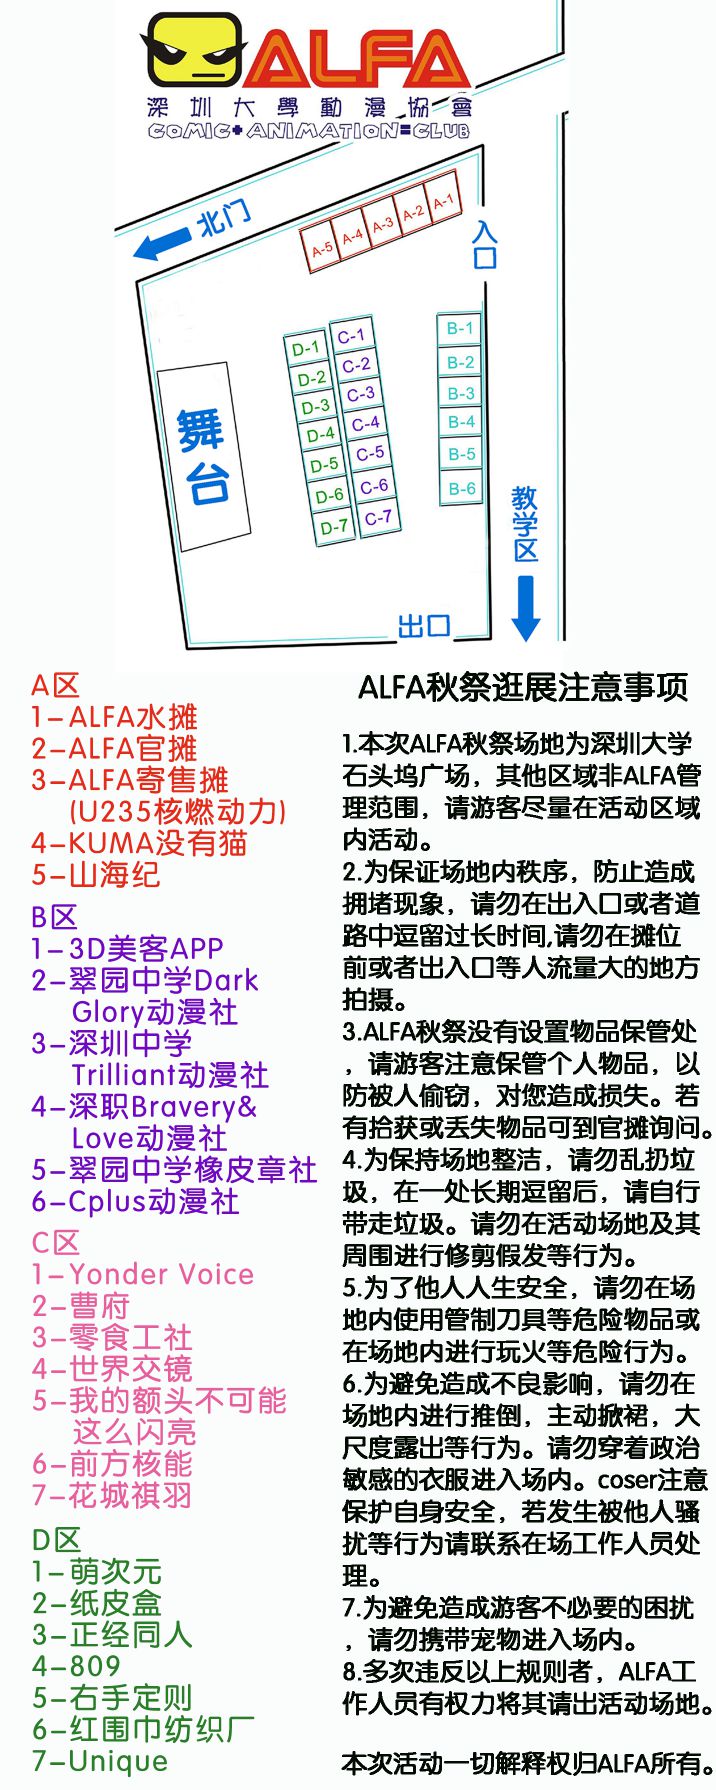 ALFA
深圳大學動漫協會
COMIC+ANIMATION=CLUB
北门
入口
A-1
A-2
A-3
A-4
A-5
D-1
D-2
D-3
D-4
D-5
D-6
D-7
C-1
C-2
C-3
C-4
C-5
C-6
C-7
B-1
B-2
B-3
B-4
B-5
B-6
舞台
教学区
出口
A区
1-ALFA水摊
2-ALFA官摊
3-ALFA寄售摊
(U235核燃动力)
4-KUMA没有猫
5-山海纪
B区
1-3D美客APP
2-翠园中学Dark
Glory动漫社
3-深圳中学
Trilliant动漫社
4-深职Bravery&
Love动漫社
5-翠园中学橡皮章社
6-Cplus动漫社
C区
1-Yonder Voice
2-曹府
3-零食工社
4-世界交镜
5-我的额头不可能
这么闪亮
6-前方核能
7-花城祺羽
D区
1-萌次元
2-纸皮盒
3-正经同人
4-809
5-右手定则
6-红围巾纺织厂
7-Unique
ALFA秋祭逛展注意事项
1.本次ALFA秋祭场地为深圳大学
石头坞广场，其他区域非ALFA管
理范围，请游客尽量在活动区域
内活动。
2.为保证场地内秩序，防止造成
拥堵现象，请勿在出入口或者道
路中逗留过长时间,请勿在摊位
前或者出入口等人流量大的地方
拍摄。
3.ALFA秋祭没有设置物品保管处
，请游客注意保管个人物品，以
防被人偷窃，对您造成损失。若
有拾获或丢失物品可到官摊询问。
4.为保持场地整洁，请勿乱扔垃
圾，在一处长期逗留后，请自行
带走垃圾。请勿在活动场地及其
周围进行修剪假发等行为。
5.为了他人人生安全，请勿在场
地内使用管制刀具等危险物品或
在场地内进行玩火等危险行为。
6.为避免造成不良影响，请勿在
场地内进行推倒，主动掀裙，大
尺度露出等行为。请勿穿着政治
敏感的衣服进入场内。coser注意
保护自身安全，若发生被他人骚
扰等行为请联系在场工作人员处
理。
7.为避免造成游客不必要的困扰
，请勿携带宠物进入场内。
8.多次违反以上规则者，ALFA工
作人员有权力将其请出活动场地。
本次活动一切解释权归ALFA所有。